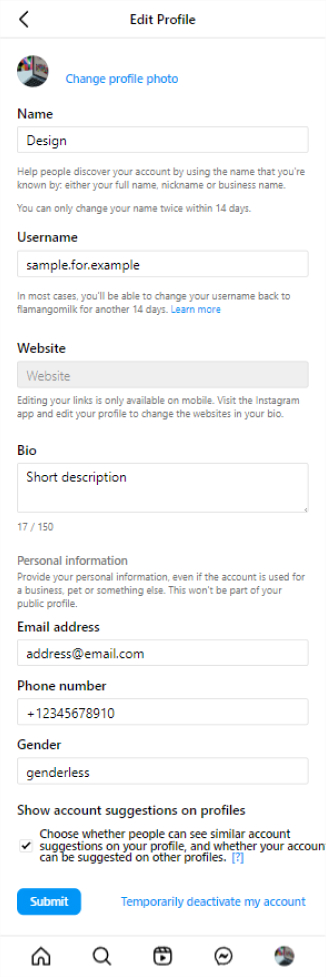 Edit Profile
Change profile photo
Name
Design
Help people discover your account by using the name that you're
known by: either your full name, nickname or business name.
You can only change your name twice within 14 days.
Username
sample.for.example
In most cases, you'll be able to change your username back to
flamangomilk for another 14 days. Learn more
Website
Website
Editing your links is only available on mobile. Visit the Instagram
app and edit your profile to change the websites in your bio.
Bio
Short description
17 / 150
Personal information
Provide your personal information, even if the account is used for
a business, pet or something else. This won't be part of your
public profile.
Email address
address@email.com
Phone number
+12345678910
Gender
genderless
Show account suggestions on profiles
Choose whether people can see similar account
suggestions on your profile, and whether your account
can be suggested on other profiles. [?]
Submit
Temporarily deactivate my account